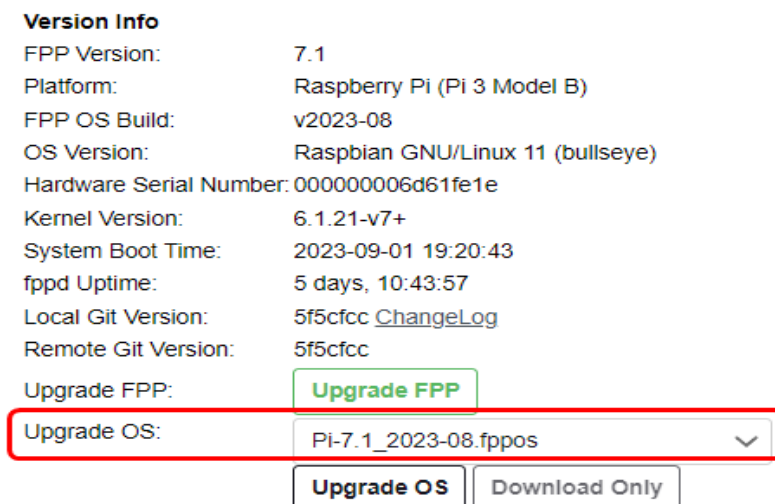 Version Info
FPP Version: 7.1
Platform: Raspberry Pi (Pi 3 Model B)
FPP OS Build: v2023-08
OS Version: Raspbian GNU/Linux 11 (bullseye)
Hardware Serial Number: 000000006d61fe1e
Kernel Version: 6.1.21-v7+
System Boot Time: 2023-09-01 19:20:43
fppd Uptime: 5 days, 10:43:57
Local Git Version: 5f5cfcc ChangeLog
Remote Git Version: 5f5cfcc
Upgrade FPP: Upgrade FPP
Upgrade OS: Pi-7.1_2023-08.fppos
Upgrade OS Download Only